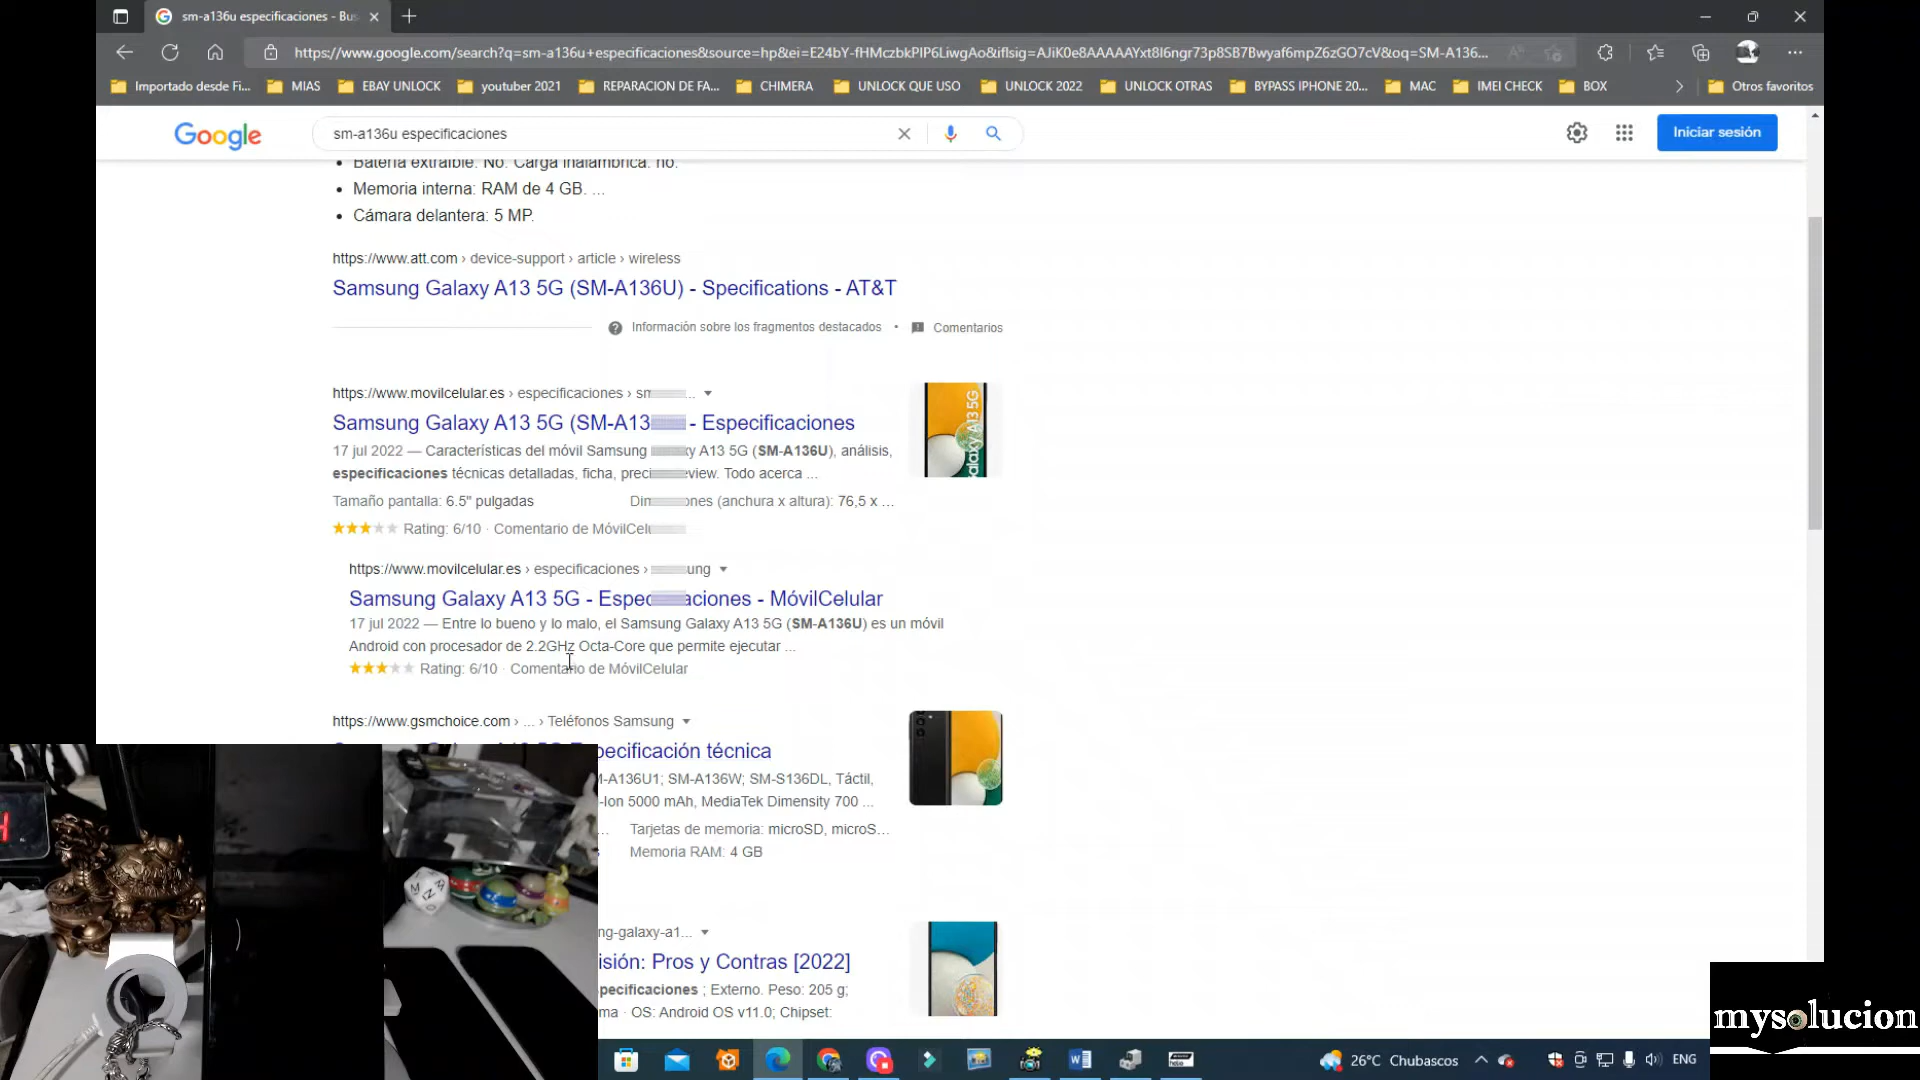 sm-a136u especificaciones - Bus
https://www.google.com/search?q=sm-a136u+especificaciones&source=hp&ei=E24bY-fHMczbkPIP6LiwgAo&iflsig=AJiK0e8AAAAAYxt8I6ngr73p8SB7Bwyaf6mpZ6zGO7cV&oq=SM-A136...
Importado desde Fi... MIAS EBAY UNLOCK youtuber 2021 REPARACION DE FA... CHIMERA UNLOCK QUE USO UNLOCK 2022 UNLOCK OTRAS BYPASS IPHONE 20... MAC IMEI CHECK BOX Otros favoritos
Google sm-a136u especificaciones Iniciar sesión
Batería extraíble: No. Carga inalámbrica: no.
Memoria interna: RAM de 4 GB. ...
Cámara delantera: 5 MP.
https://www.att.com › device-support › article › wireless
Samsung Galaxy A13 5G (SM-A136U) - Specifications - AT&T
Información sobre los fragmentos destacados • Comentarios
https://www.movilcelular.es › especificaciones › sm ...
Samsung Galaxy A13 5G (SM-A13 - Especificaciones
17 jul 2022 — Características del móvil Samsung y A13 5G (SM-A136U), análisis,
especificaciones técnicas detalladas, ficha, preci eview. Todo acerca ...
Tamaño pantalla: 6.5" pulgadas Dim ones (anchura x altura): 76,5 x ...
Rating: 6/10 · Comentario de MóvilCelu
https://www.movilcelular.es › especificaciones › ung
Samsung Galaxy A13 5G - Especificaciones - MóvilCelular
17 jul 2022 — Entre lo bueno y lo malo, el Samsung Galaxy A13 5G (SM-A136U) es un móvil
Android con procesador de 2.2GHz Octa-Core que permite ejecutar ...
Rating: 6/10 · Comentario de MóvilCelular
https://www.gsmchoice.com › ... › Teléfonos Samsung
pecificación técnica
M-A136U1; SM-A136W; SM-S136DL, Táctil,
-Ion 5000 mAh, MediaTek Dimensity 700 ...
... Tarjetas de memoria: microSD, microS...
Memoria RAM: 4 GB
ng-galaxy-a1...
isión: Pros y Contras [2022]
pecificaciones ; Externo. Peso: 205 g;
ma · OS: Android OS v11.0; Chipset:
Galaxy A13 5G
mysolucion
26°C Chubascos ENG